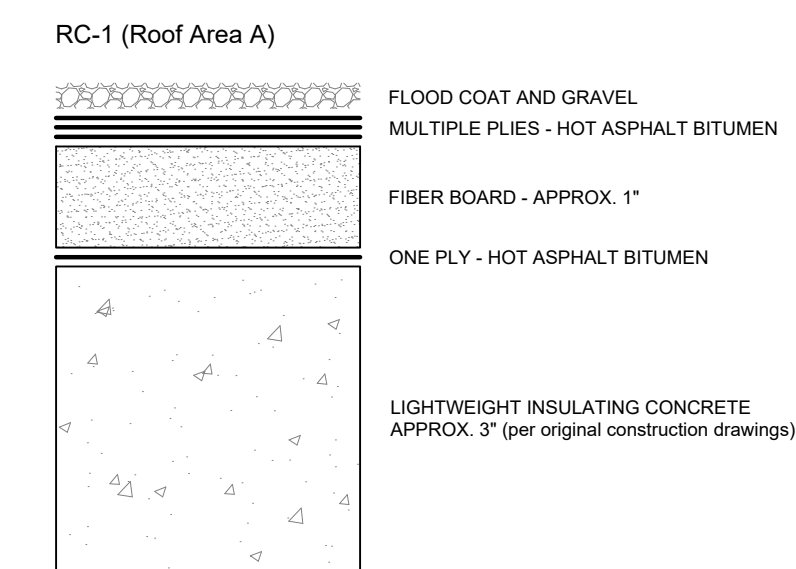 RC-1 (Roof Area A)
FLOOD COAT AND GRAVEL
MULTIPLE PLIES - HOT ASPHALT BITUMEN
FIBER BOARD - APPROX. 1"
ONE PLY - HOT ASPHALT BITUMEN
LIGHTWEIGHT INSULATING CONCRETE
APPROX. 3" (per original construction drawings)